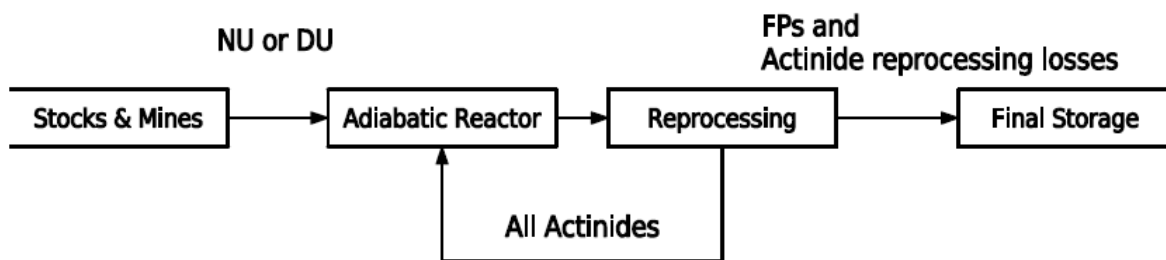 NU or DU
FPs and
Actinide reprocessing losses
Stocks & Mines
Adiabatic Reactor
Reprocessing
Final Storage
All Actinides